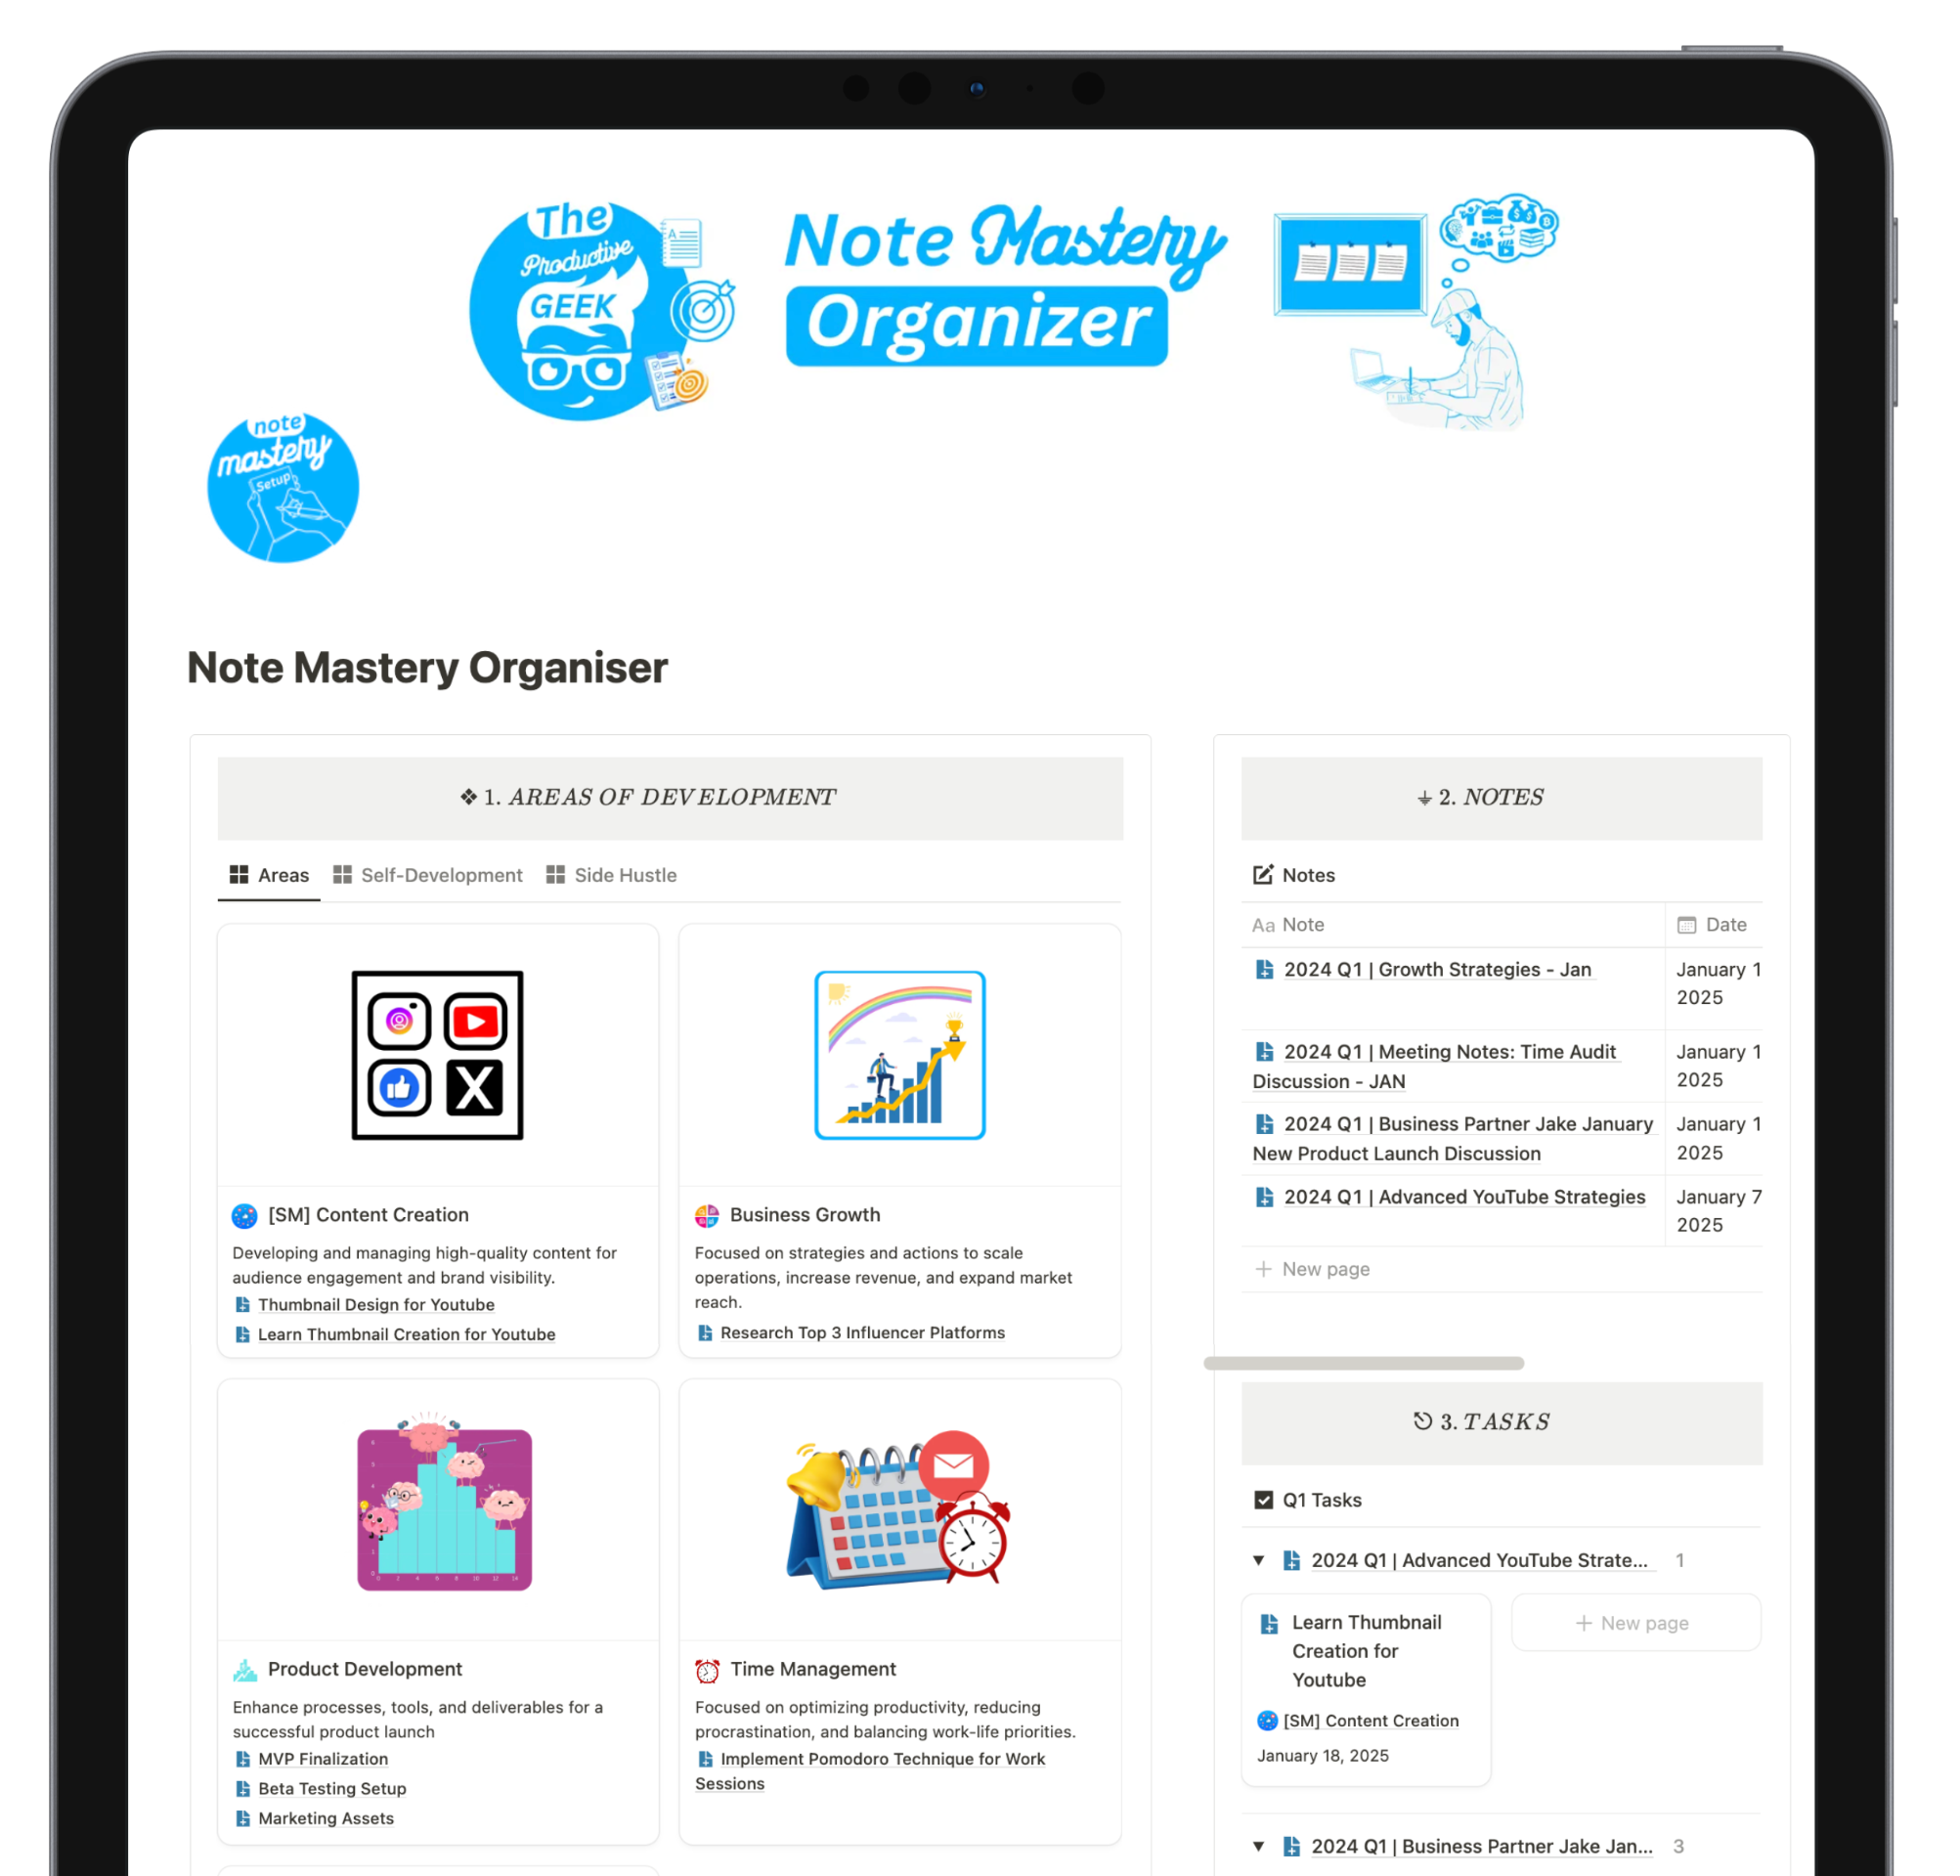 The
Productive
GEEK
A
Note Mastery
Organizer
note
mastery
Setup
Note Mastery Organiser
❖ 1. AREAS OF DEVELOPMENT
Areas
Self-Development
Side Hustle
[SM] Content Creation
Developing and managing high-quality content for
audience engagement and brand visibility.
Thumbnail Design for Youtube
Learn Thumbnail Creation for Youtube
Business Growth
Focused on strategies and actions to scale
operations, increase revenue, and expand market
reach.
Research Top 3 Influencer Platforms
Product Development
Enhance processes, tools, and deliverables for a
successful product launch
MVP Finalization
Beta Testing Setup
Marketing Assets
Time Management
Focused on optimizing productivity, reducing
procrastination, and balancing work-life priorities.
Implement Pomodoro Technique for Work
Sessions
2. NOTES
Notes
Aa Note
Date
2024 Q1 | Growth Strategies - Jan
January 1
2025
2024 Q1 | Meeting Notes: Time Audit
Discussion - JAN
January 1
2025
2024 Q1 | Business Partner Jake January
New Product Launch Discussion
January 1
2025
2024 Q1 | Advanced YouTube Strategies
January 7
2025
+ New page
3. TASKS
Q1 Tasks
2024 Q1 | Advanced YouTube Strate... 1
Learn Thumbnail
Creation for
Youtube
[SM] Content Creation
January 18, 2025
+ New page
2024 Q1 | Business Partner Jake Jan... 3